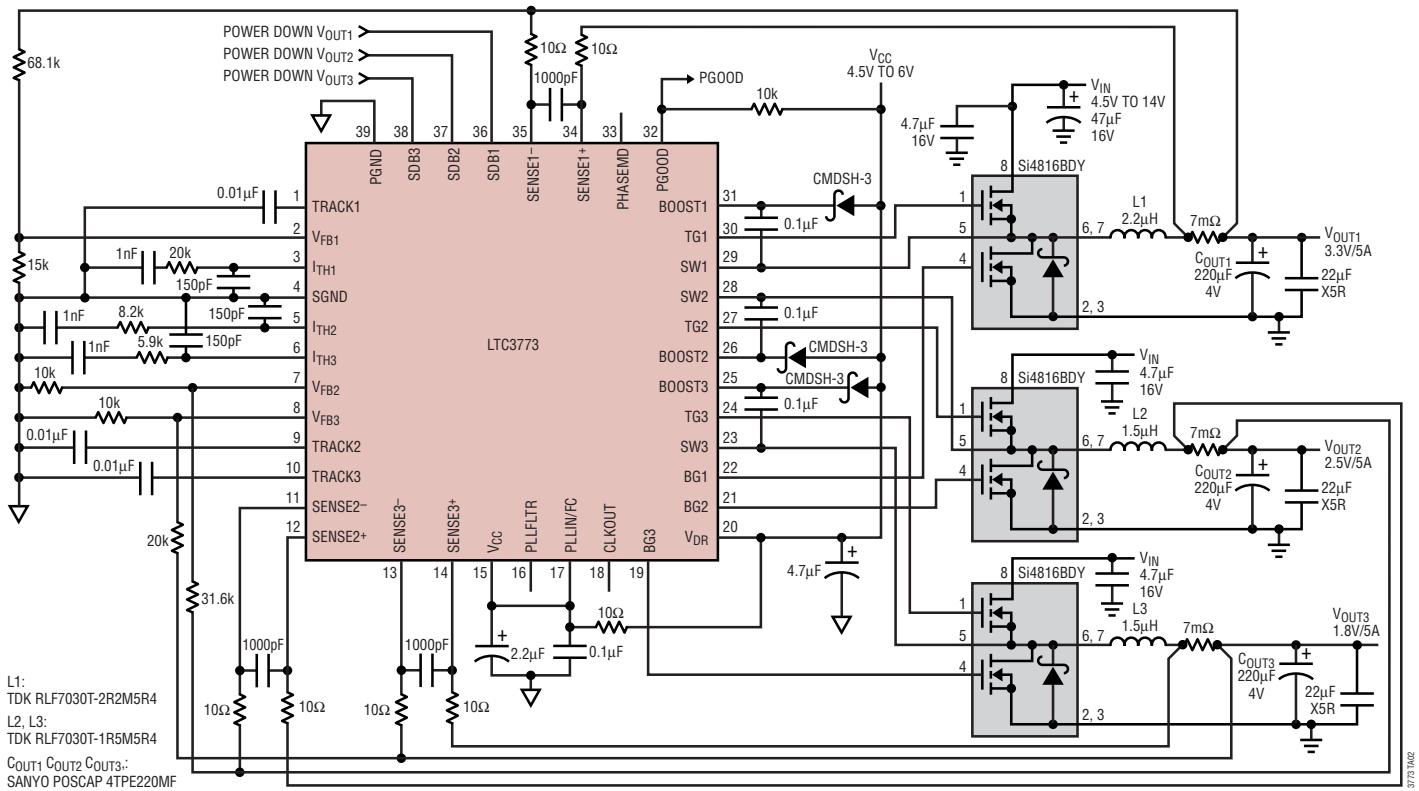 POWER DOWN VOUT1
POWER DOWN VOUT2
POWER DOWN VOUT3
68.1k
10Ω
10Ω
1000pF
PGOOD
10k
VCC
4.5V TO 6V
VIN
4.5V TO 14V
47µF
16V
4.7µF
16V
39
38
37
36
35
34
33
32
PGND
SDB3
SDB2
SDB1
SENSE1–
SENSE1+
PHASEMD
PGOOD
LTC3773
0.01µF
1
TRACK1
2
VFB1
15k
1nF
20k
3
ITH1
150pF
4
SGND
150pF
1nF
8.2k
5
ITH2
150pF
1nF
5.9k
6
ITH3
10k
7
VFB2
10k
8
VFB3
0.01µF
9
TRACK2
0.01µF
10
TRACK3
11
SENSE2–
12
SENSE2+
20k
31.6k
SENSE3–
SENSE3+
VCC
PLLFLTR
PLLIN/FC
CLKOUT
BG3
13
14
15
16
17
18
19
BOOST1
31
CMDSH-3
0.1µF
TG1
30
SW1
29
SW2
28
0.1µF
TG2
27
BOOST2
26
CMDSH-3
BOOST3
25
CMDSH-3
0.1µF
TG3
24
SW3
23
BG1
22
BG2
21
VDR
20
4.7µF
10Ω
2.2µF
0.1µF
1000pF
1000pF
10Ω
10Ω
10Ω
10Ω
8
Si4816BDY
1
5
4
6, 7
2, 3
L1
2.2µH
7mΩ
VOUT1
3.3V/5A
COUT1
220µF
4V
22µF
X5R
VIN
4.7µF
16V
8
Si4816BDY
1
5
4
6, 7
2, 3
L2
1.5µH
7mΩ
VOUT2
2.5V/5A
COUT2
220µF
4V
22µF
X5R
VIN
4.7µF
16V
8
Si4816BDY
1
5
4
6, 7
2, 3
L3
1.5µH
7mΩ
VOUT3
1.8V/5A
COUT3
220µF
4V
22µF
X5R
L1:
TDK RLF7030T-2R2M5R4
L2, L3:
TDK RLF7030T-1R5M5R4
COUT1 COUT2 COUT3,:
SANYO POSCAP 4TPE220MF
3773 TA02